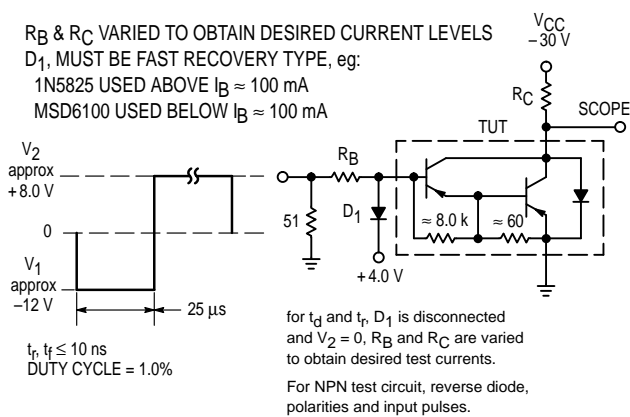 R_B & R_C VARIED TO OBTAIN DESIRED CURRENT LEVELS
D_1, MUST BE FAST RECOVERY TYPE, eg:
1N5825 USED ABOVE I_B ≈ 100 mA
MSD6100 USED BELOW I_B ≈ 100 mA
V_CC
– 30 V
R_C
SCOPE
TUT
V_2
approx
+ 8.0 V
0
V_1
approx
–12 V
25 µs
t_r, t_f ≤ 10 ns
DUTY CYCLE = 1.0%
51
R_B
D_1
+ 4.0 V
≈ 8.0 k
≈ 60
for t_d and t_r, D_1 is disconnected
and V_2 = 0, R_B and R_C are varied
to obtain desired test currents.
For NPN test circuit, reverse diode,
polarities and input pulses.